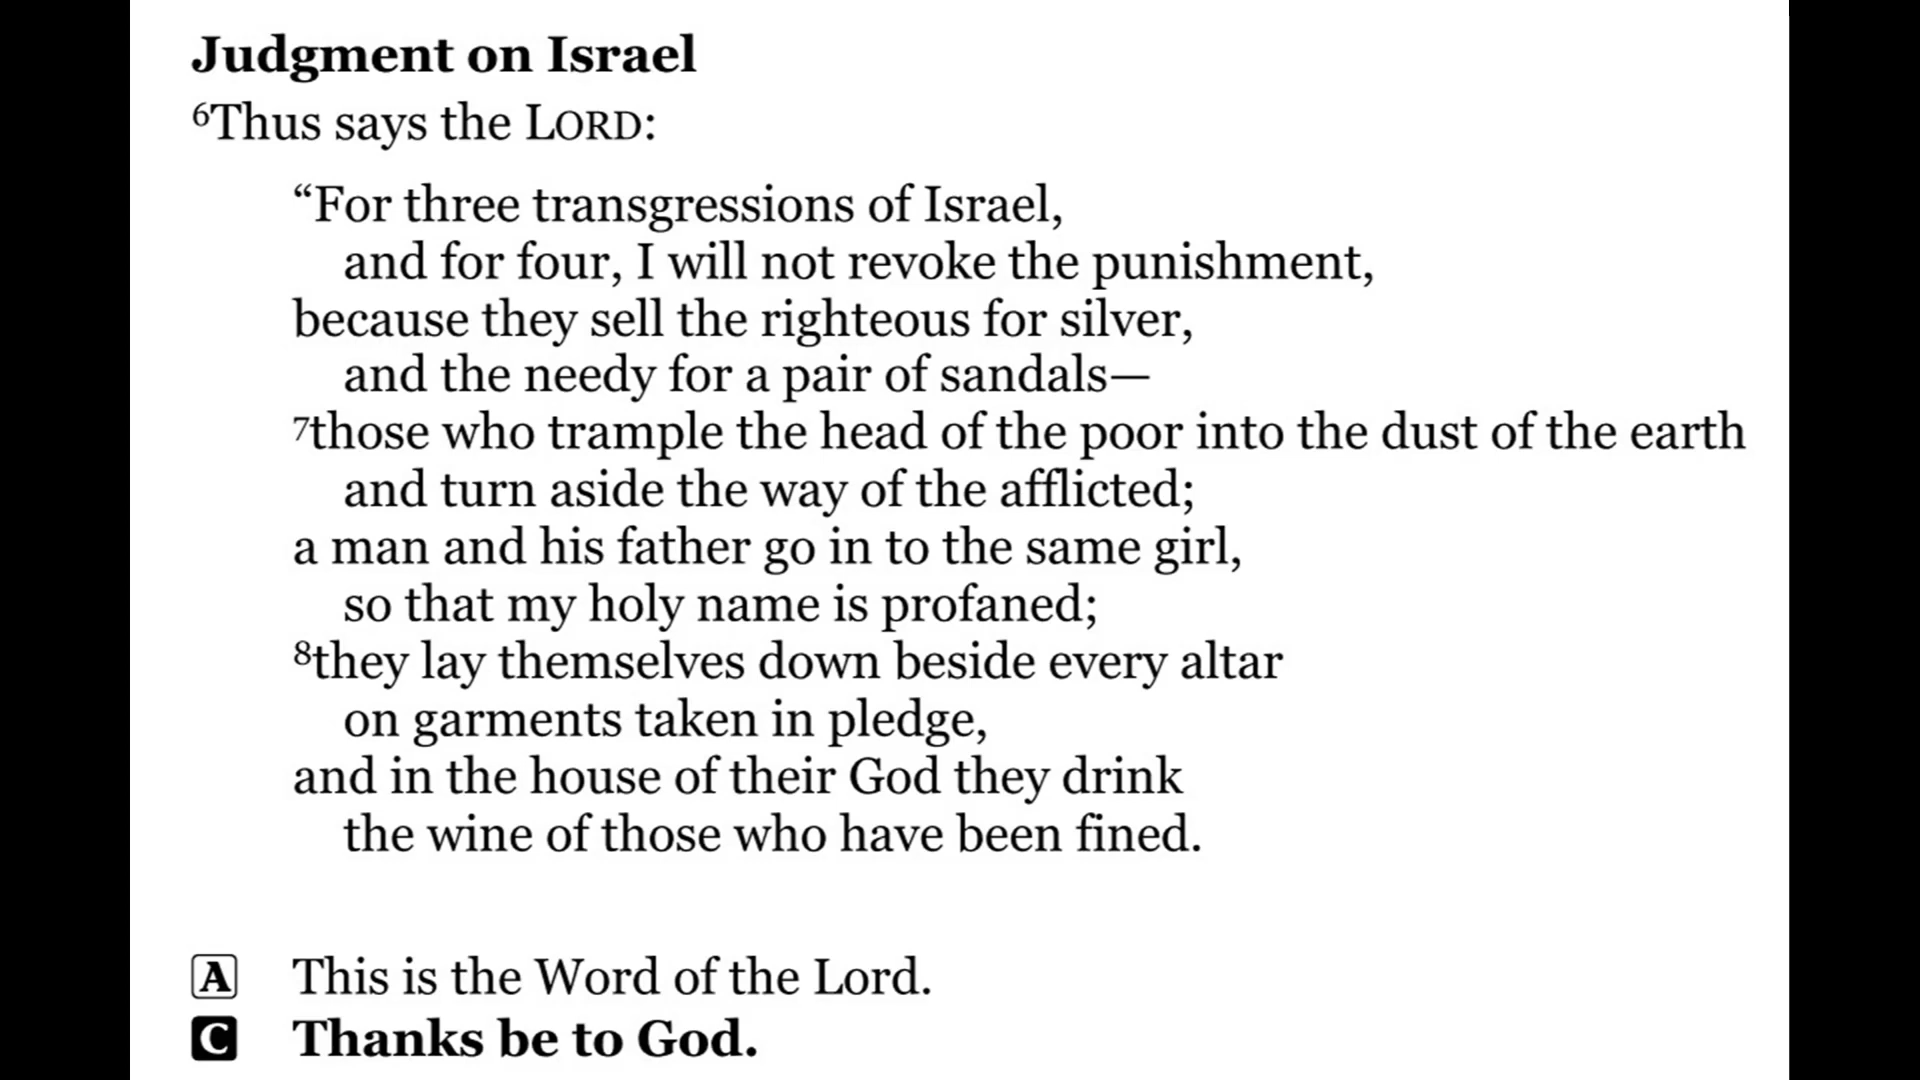 Judgment on Israel
⁶Thus says the LORD:
“For three transgressions of Israel,
and for four, I will not revoke the punishment,
because they sell the righteous for silver,
and the needy for a pair of sandals—
⁷those who trample the head of the poor into the dust of the earth
and turn aside the way of the afflicted;
a man and his father go in to the same girl,
so that my holy name is profaned;
⁸they lay themselves down beside every altar
on garments taken in pledge,
and in the house of their God they drink
the wine of those who have been fined.
A This is the Word of the Lord.
C Thanks be to God.